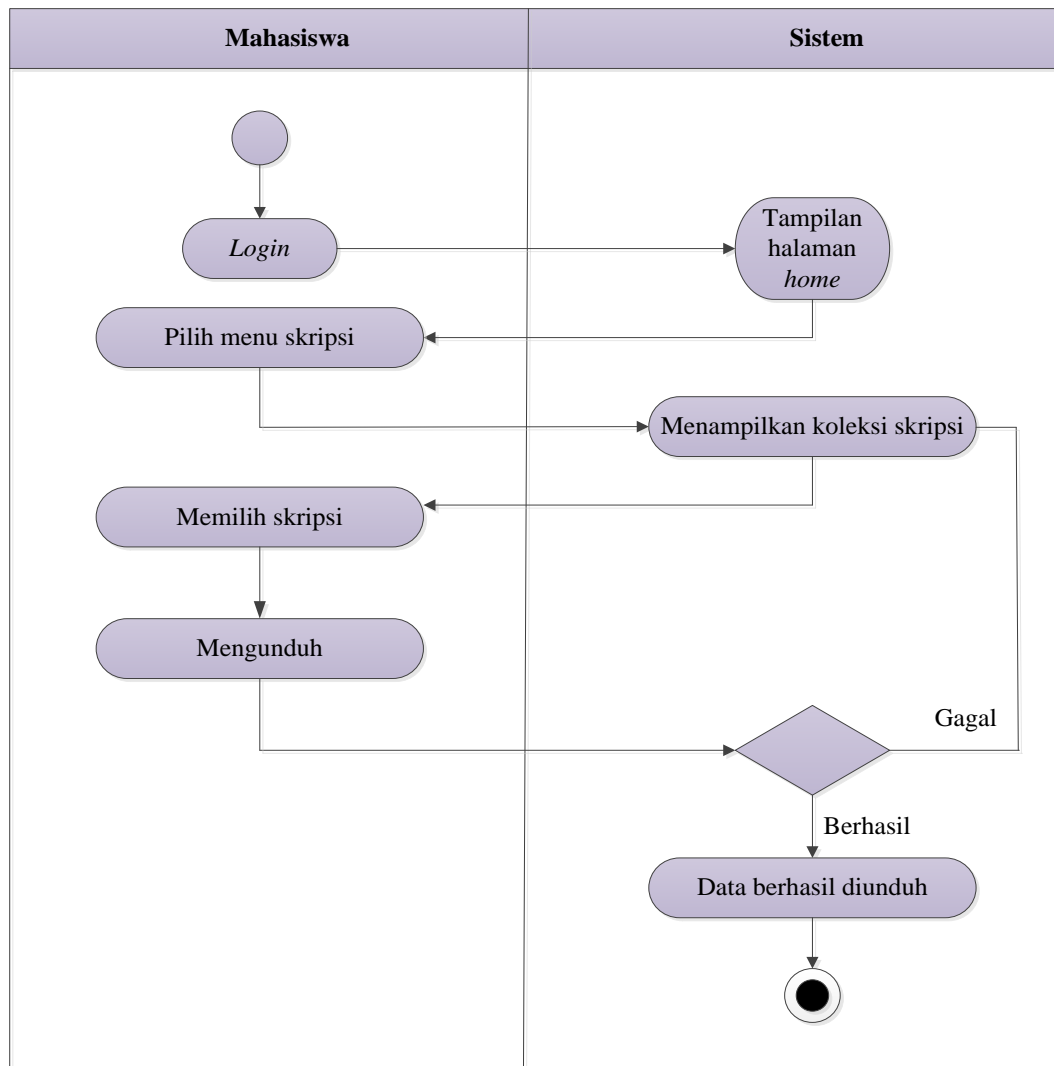 Mahasiswa
Sistem
Login
Tampilan
halaman
home
Pilih menu skripsi
Menampilkan koleksi skripsi
Memilih skripsi
Mengunduh
Gagal
Berhasil
Data berhasil diunduh